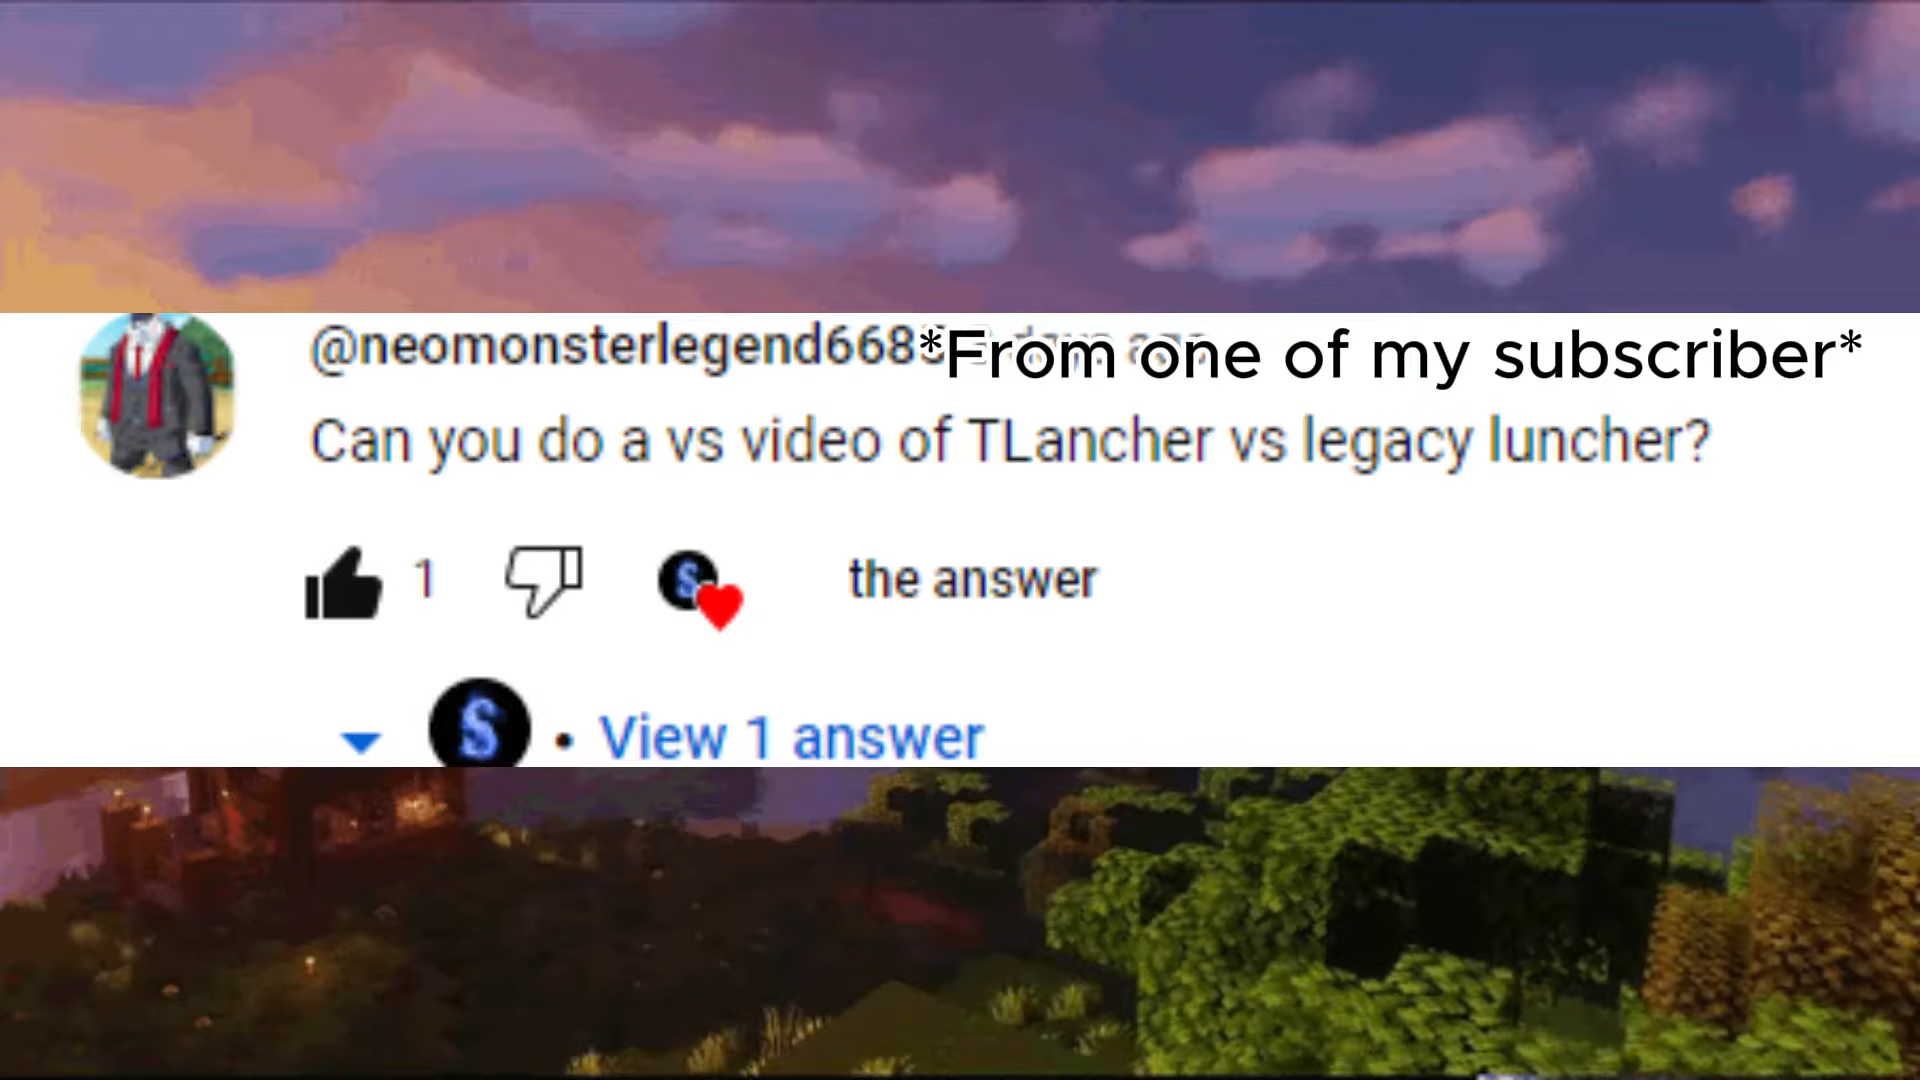 @neomonsterlegend668
*From one of my subscriber*
Can you do a vs video of TLancher vs legacy luncher?
1
the answer
$
• View 1 answer